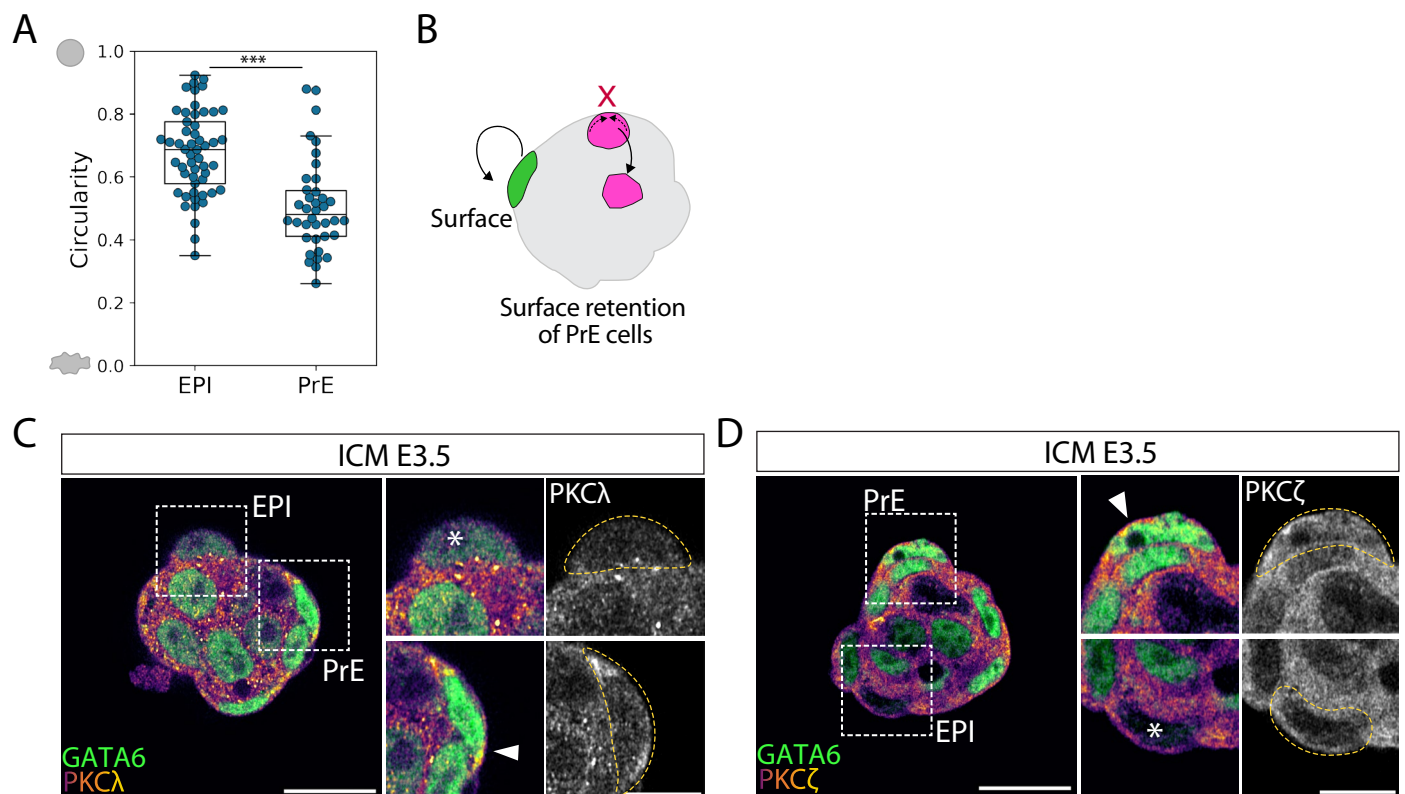 A
B
1.0
0.8
0.6
0.4
0.2
0.0
Circularity
***
EPI
PrE
X
Surface
Surface retention
of PrE cells
C
ICM E3.5
EPI
PrE
GATA6
PKCλ
*
PKCλ
D
ICM E3.5
PrE
EPI
GATA6
PKCζ
*
PKCζ